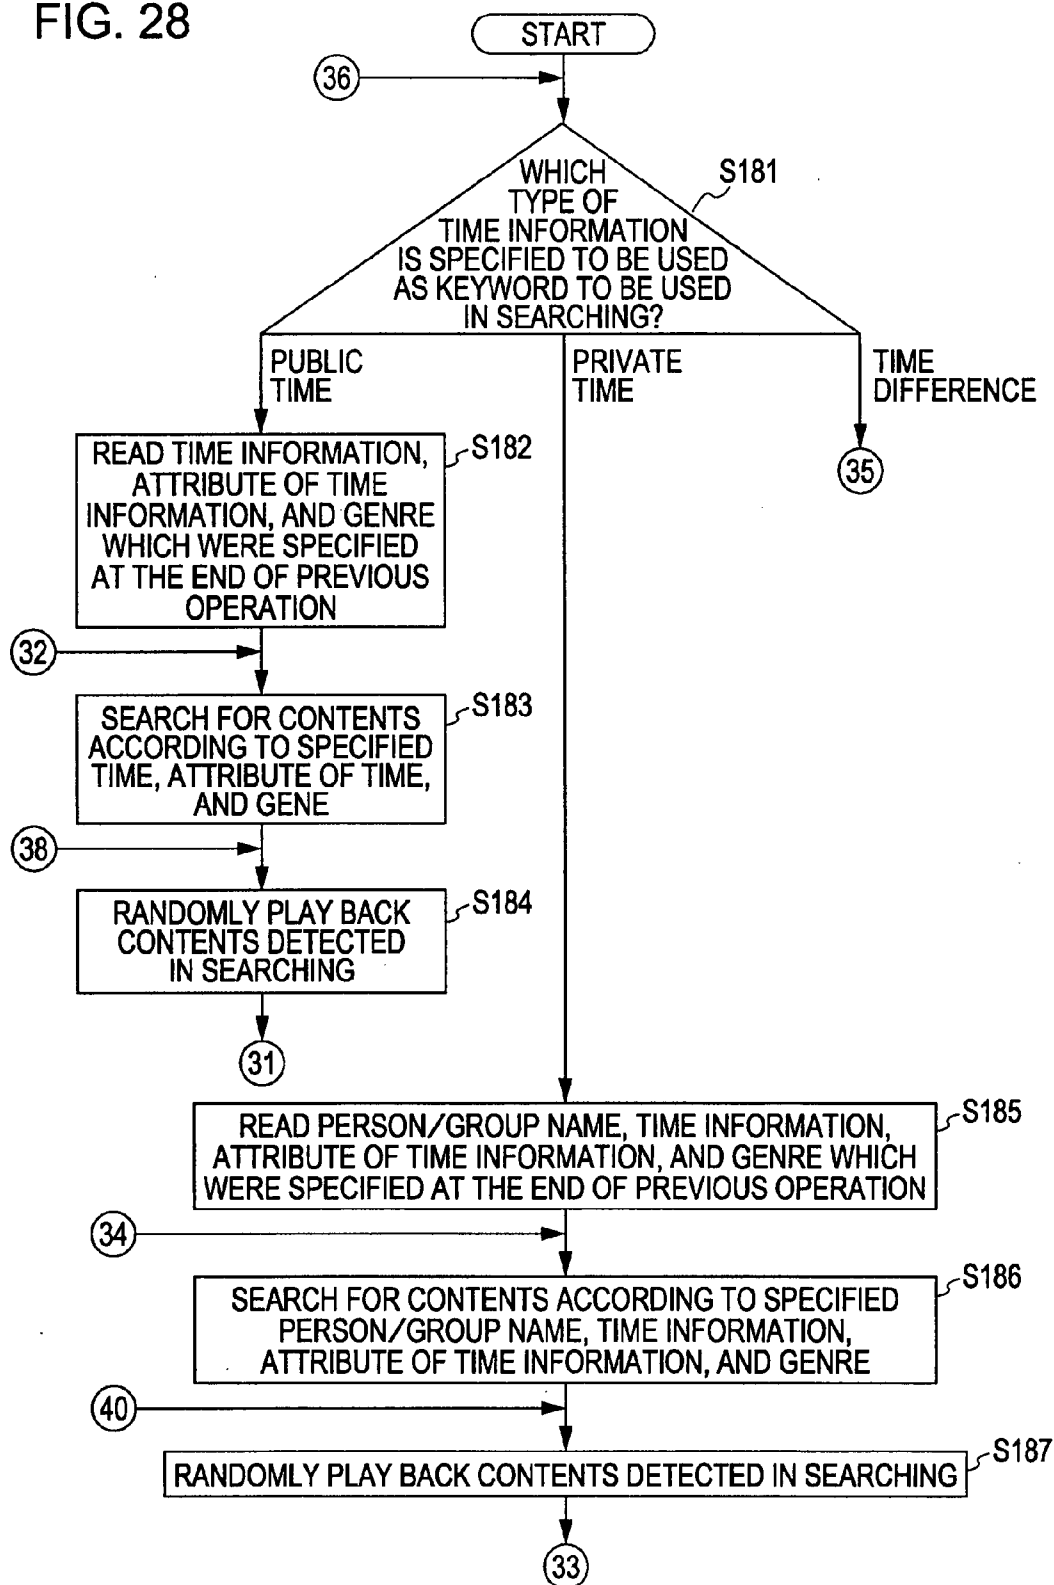 FIG. 28
START
36
WHICH
TYPE OF
TIME INFORMATION
IS SPECIFIED TO BE USED
AS KEYWORD TO BE USED
IN SEARCHING?
S181
PUBLIC
TIME
PRIVATE
TIME
TIME
DIFFERENCE
35
READ TIME INFORMATION,
ATTRIBUTE OF TIME
INFORMATION, AND GENRE
WHICH WERE SPECIFIED
AT THE END OF PREVIOUS
OPERATION
S182
32
SEARCH FOR CONTENTS
ACCORDING TO SPECIFIED
TIME, ATTRIBUTE OF TIME,
AND GENE
S183
38
RANDOMLY PLAY BACK
CONTENTS DETECTED
IN SEARCHING
S184
31
READ PERSON/GROUP NAME, TIME INFORMATION,
ATTRIBUTE OF TIME INFORMATION, AND GENRE WHICH
WERE SPECIFIED AT THE END OF PREVIOUS OPERATION
S185
34
SEARCH FOR CONTENTS ACCORDING TO SPECIFIED
PERSON/GROUP NAME, TIME INFORMATION,
ATTRIBUTE OF TIME INFORMATION, AND GENRE
S186
40
RANDOMLY PLAY BACK CONTENTS DETECTED IN SEARCHING
S187
33